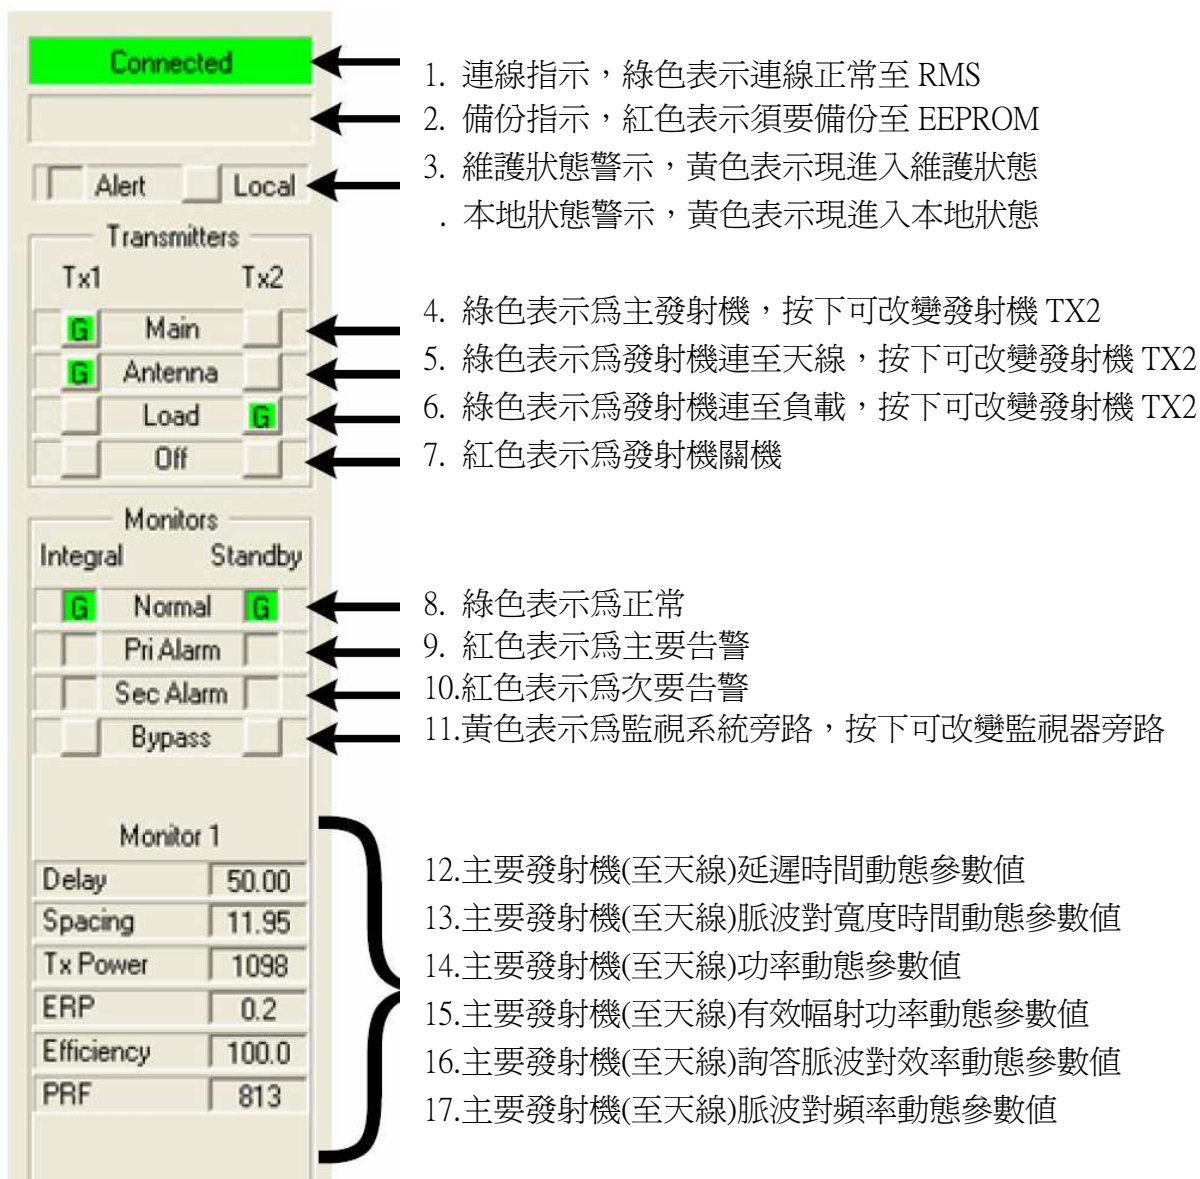 Connected
1. 連線指示，綠色表示連線正常至 RMS
2. 備份指示，紅色表示須要備份至 EEPROM
Alert Local
3. 維護狀態警示，黃色表示現進入維護狀態
. 本地狀態警示，黃色表示現進入本地狀態
Transmitters
Tx1 Tx2
G Main
4. 綠色表示為主發射機，按下可改變發射機 TX2
G Antenna
5. 綠色表示為發射機連至天線，按下可改變發射機 TX2
Load G
6. 綠色表示為發射機連至負載，按下可改變發射機 TX2
Off
7. 紅色表示為發射機關機
Monitors
Integral Standby
G Normal G
8. 綠色表示為正常
Pri Alarm
9. 紅色表示為主要告警
Sec Alarm
10.紅色表示為次要告警
Bypass
11.黃色表示為監視系統旁路，按下可改變監視器旁路
Monitor 1
Delay 50.00
12.主要發射機(至天線)延遲時間動態參數值
Spacing 11.95
13.主要發射機(至天線)脈波對寬度時間動態參數值
Tx Power 1098
14.主要發射機(至天線)功率動態參數值
ERP 0.2
15.主要發射機(至天線)有效幅射功率動態參數值
Efficiency 100.0
16.主要發射機(至天線)詢答脈波對效率動態參數值
PRF 813
17.主要發射機(至天線)脈波對頻率動態參數值